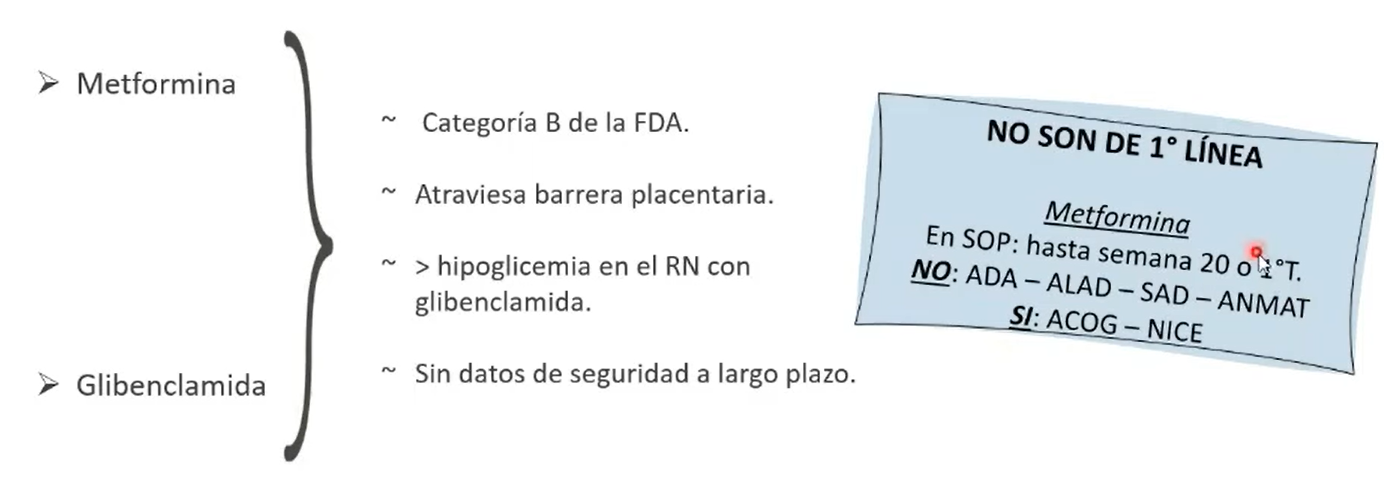 Metformina
Glibenclamida
~ Categoría B de la FDA.
~ Atraviesa barrera placentaria.
~ > hipoglicemia en el RN con
glibenclamida.
~ Sin datos de seguridad a largo plazo.
NO SON DE 1° LÍNEA
Metformina
En SOP: hasta semana 20 o 1°T.
NO: ADA – ALAD – SAD – ANMAT
SI: ACOG – NICE